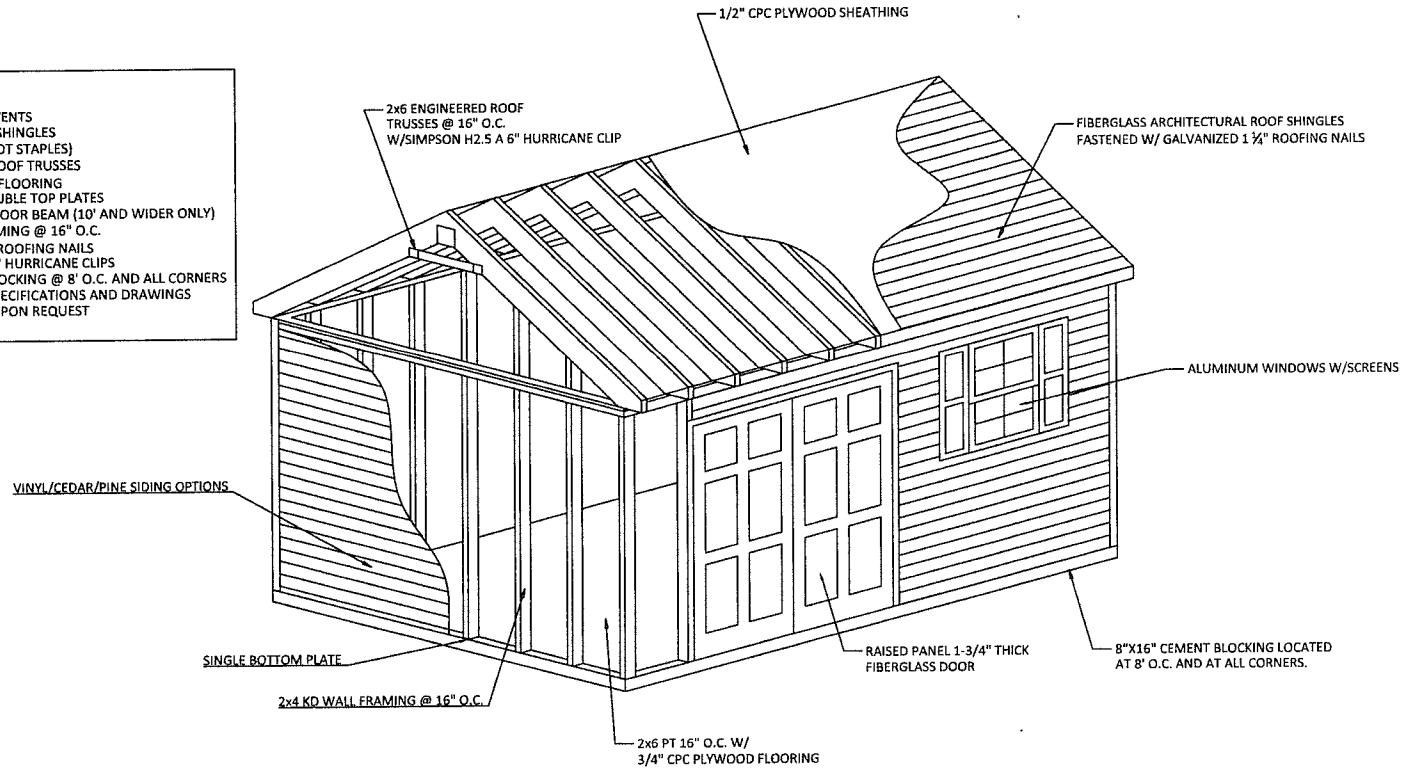 1/2" CPC PLYWOOD SHEATHING
ENTS
SHINGLES
OT STAPLES)
OOF TRUSSES
FLOORING
UBLE TOP PLATES
OOR BEAM (10' AND WIDER ONLY)
MING @ 16" O.C.
ROOFING NAILS
' HURRICANE CLIPS
OCKING @ 8' O.C. AND ALL CORNERS
ECIFICATIONS AND DRAWINGS
PON REQUEST
2x6 ENGINEERED ROOF
TRUSSES @ 16" O.C.
W/SIMPSON H2.5 A 6" HURRICANE CLIP
FIBERGLASS ARCHITECTURAL ROOF SHINGLES
FASTENED W/ GALVANIZED 1 ¼" ROOFING NAILS
ALUMINUM WINDOWS W/SCREENS
VINYL/CEDAR/PINE SIDING OPTIONS
SINGLE BOTTOM PLATE
2x4 KD WALL FRAMING @ 16" O.C.
RAISED PANEL 1-3/4" THICK
FIBERGLASS DOOR
8"X16" CEMENT BLOCKING LOCATED
AT 8' O.C. AND AT ALL CORNERS.
2x6 PT 16" O.C. W/
3/4" CPC PLYWOOD FLOORING